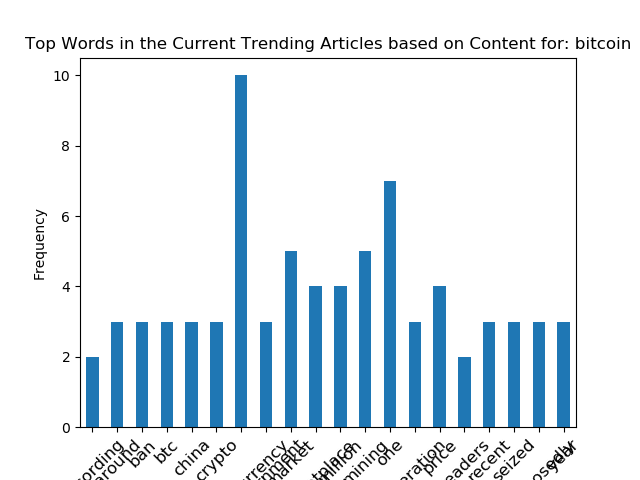 Top Words in the Current Trending Articles based on Content for: bitcoin
10
8
6
4
2
0
Frequency
around
ban
btc
china
crypto
market
million
mining
one
price
recent
seized
year